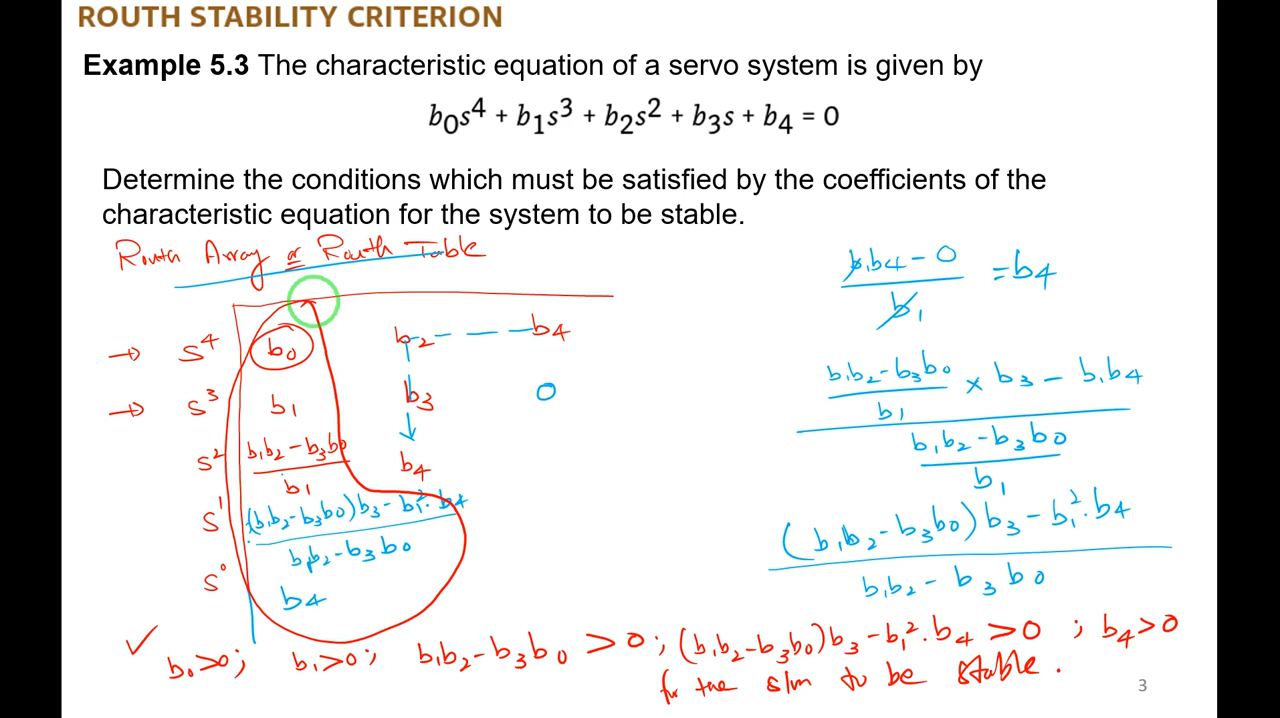 ROUTH STABILITY CRITERION
Example 5.3 The characteristic equation of a servo system is given by
b₀s⁴ + b₁s³ + b₂s² + b₃s + b₄ = 0
Determine the conditions which must be satisfied by the coefficients of the
characteristic equation for the system to be stable.
Routh Array or Routh Table
→ s⁴ b₀ b₂ --- b₄
→ s³ b₁ b₃ 0
s² (b₁b₂ - b₃b₀)/b₁ b₄
s¹ ((b₁b₂ - b₃b₀)b₃ - b₁².b₄)/(b₁b₂ - b₃b₀)
s⁰ b₄
(b₁b₄ - 0)/b₁ = b₄
((b₁b₂ - b₃b₀)/b₁ × b₃ - b₁b₄)/((b₁b₂ - b₃b₀)/b₁)
((b₁b₂ - b₃b₀)b₃ - b₁².b₄)/(b₁b₂ - b₃b₀)
✓ b₀>0; b₁>0; b₁b₂ - b₃b₀ > 0; (b₁b₂ - b₃b₀)b₃ - b₁².b₄ > 0 ; b₄>0
for the s/m to be stable.
3